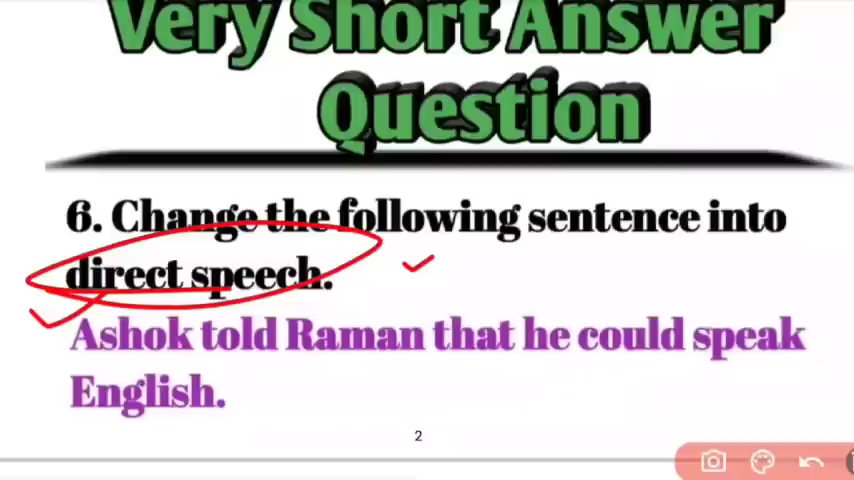 Very Short Answer
Question
6. Change the following sentence into
direct speech.
Ashok told Raman that he could speak
English.
2